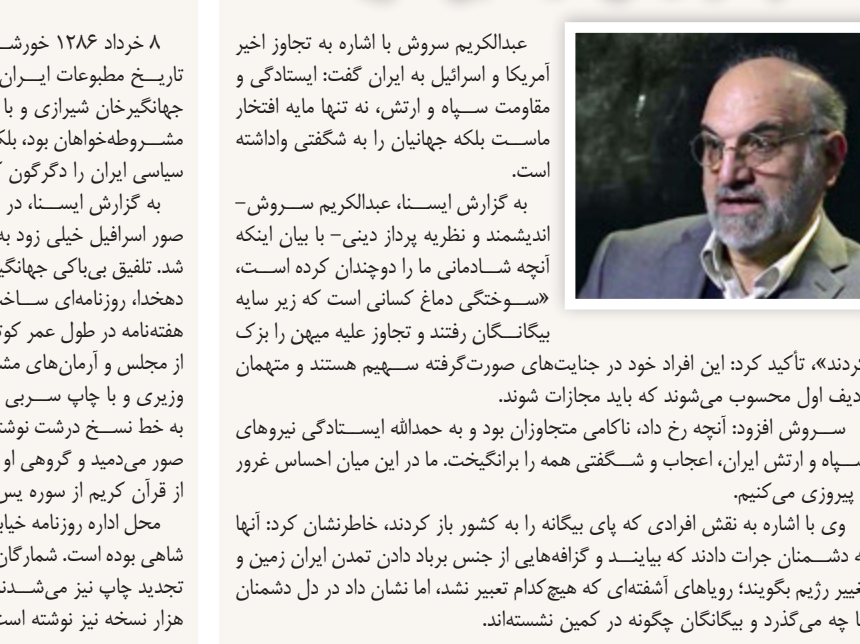 عبدالکریم سروش با اشاره به تجاوز اخیر
آمریکا و اسرائیل به ایران گفت: ایستادگی و
مقاومت سپاه و ارتش، نه تنها مایه افتخار
ماست بلکه جهانیان را به شگفتی واداشته
است.
به گزارش ایسنا، عبدالکریم سروش–
اندیشمند و نظریه پرداز دینی– با بیان اینکه
آنچه شادمانی ما را دوچندان کرده است،
«سوختگی دماغ کسانی است که زیر سایه
بیگانگان رفتند و تجاوز علیه میهن را بزک
کردند»، تأکید کرد: این افراد خود در جنایت‌های صورت‌گرفته سهیم هستند و متهمان
ردیف اول محسوب می‌شوند که باید مجازات شوند.
سروش افزود: آنچه رخ داد، ناکامی متجاوزان بود و به حمدالله ایستادگی نیروهای
سپاه و ارتش ایران، اعجاب و شگفتی همه را برانگیخت. ما در این میان احساس غرور
پیروزی می‌کنیم.
وی با اشاره به نقش افرادی که پای بیگانه را به کشور باز کردند، خاطرنشان کرد: آنها
به دشمنان جرات دادند که بیایند و گزافه‌هایی از جنس برباد دادن تمدن ایران زمین و
تغییر رژیم بگویند؛ رویاهای آشفته‌ای که هیچ‌کدام تعبیر نشد، اما نشان داد در دل دشمنان
ما چه می‌گذرد و بیگانگان چگونه در کمین نشسته‌اند.
۸ خرداد ۱۲۸۶
تاریخ مطبوعات ایران
جهانگیرخان شیرازی و با
مشروطه‌خواهان بود،
سیاسی ایران را دگرگون
به گزارش ایسنا، در
صور اسرافیل خیلی زود به
شد. تلفیق بی‌باکی
دهخدا، روزنامه‌ای
هفته‌نامه در طول عمر
از مجلس و آرمان‌های
وزیری و با چاپ سربی
به خط نسخ درشت
صور می‌دمید و گروهی او
از قرآن کریم از سوره یس
محل اداره روزنامه
شاهی بوده است. شمارگان
تجدید چاپ نیز
هزار نسخه نیز نوشته است